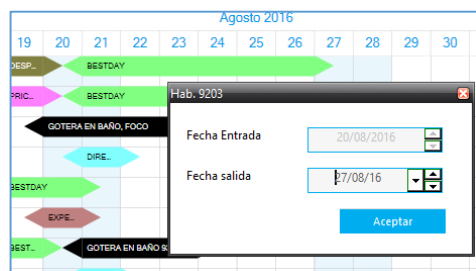 Agosto 2016
19 20 21 22 23 24 25 26 27 28 29 30
DESP... BESTDAY
PRIC... BESTDAY
Hab. 9203
GOTERA EN BAÑO, FOCO
Fecha Entrada 20/08/2016
DIRE...
Fecha salida 27/08/16
BESTDAY
EXPE...
Aceptar
BEST... GOTERA EN BAÑO 9